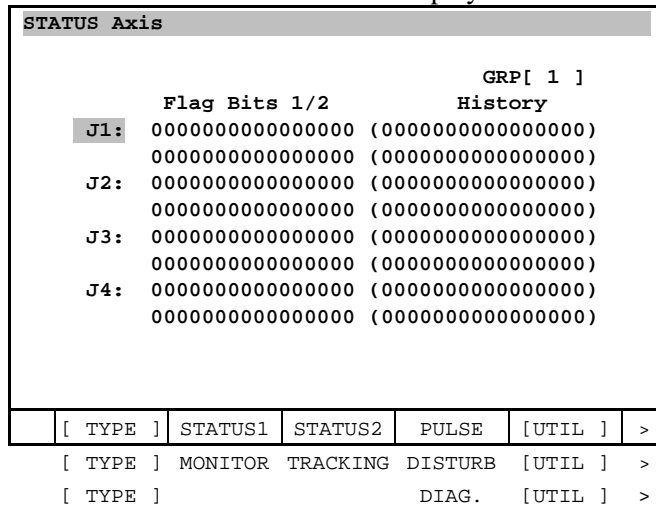 STATUS Axis
GRP[ 1 ]
Flag Bits 1/2 History
J1: 0000000000000000 (0000000000000000)
0000000000000000 (0000000000000000)
J2: 0000000000000000 (0000000000000000)
0000000000000000 (0000000000000000)
J3: 0000000000000000 (0000000000000000)
0000000000000000 (0000000000000000)
J4: 0000000000000000 (0000000000000000)
0000000000000000 (0000000000000000)
[ TYPE ] STATUS1 STATUS2 PULSE [UTIL ] >
[ TYPE ] MONITOR TRACKING DISTURB [UTIL ] >
[ TYPE ] DIAG. [UTIL ] >